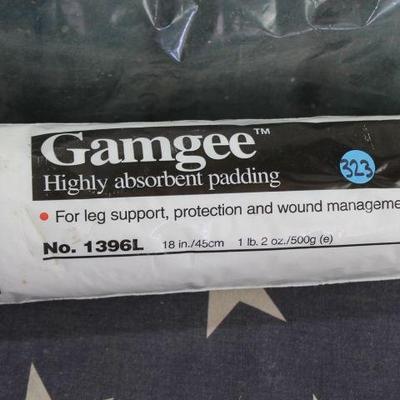 Gamgee™
Highly absorbent padding
323
• For leg support, protection and wound manageme
No. 1396L 18 in./45cm 1 lb. 2 oz./500g (e)